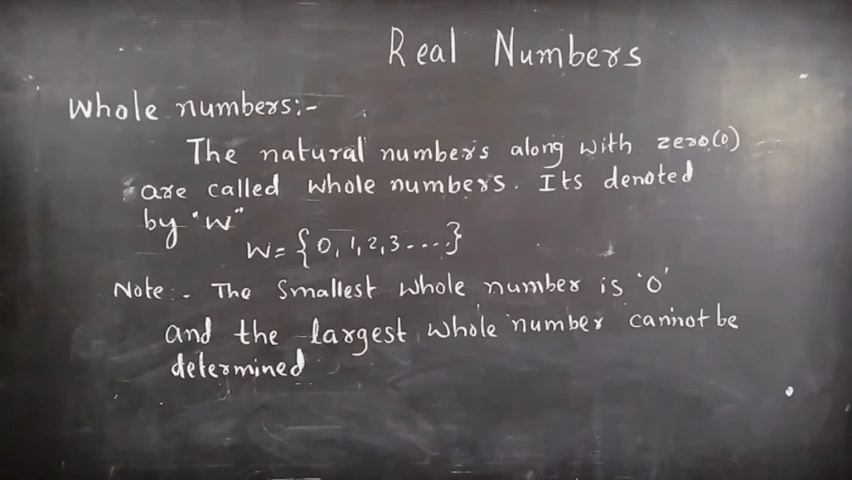 Real Numbers
Whole numbers:-
The natural numbers along with zero(0)
are called whole numbers. Its denoted
by "W"
W= {0, 1, 2, 3 ....}
Note:- The smallest whole number is '0'
and the largest whole number cannot be
determined